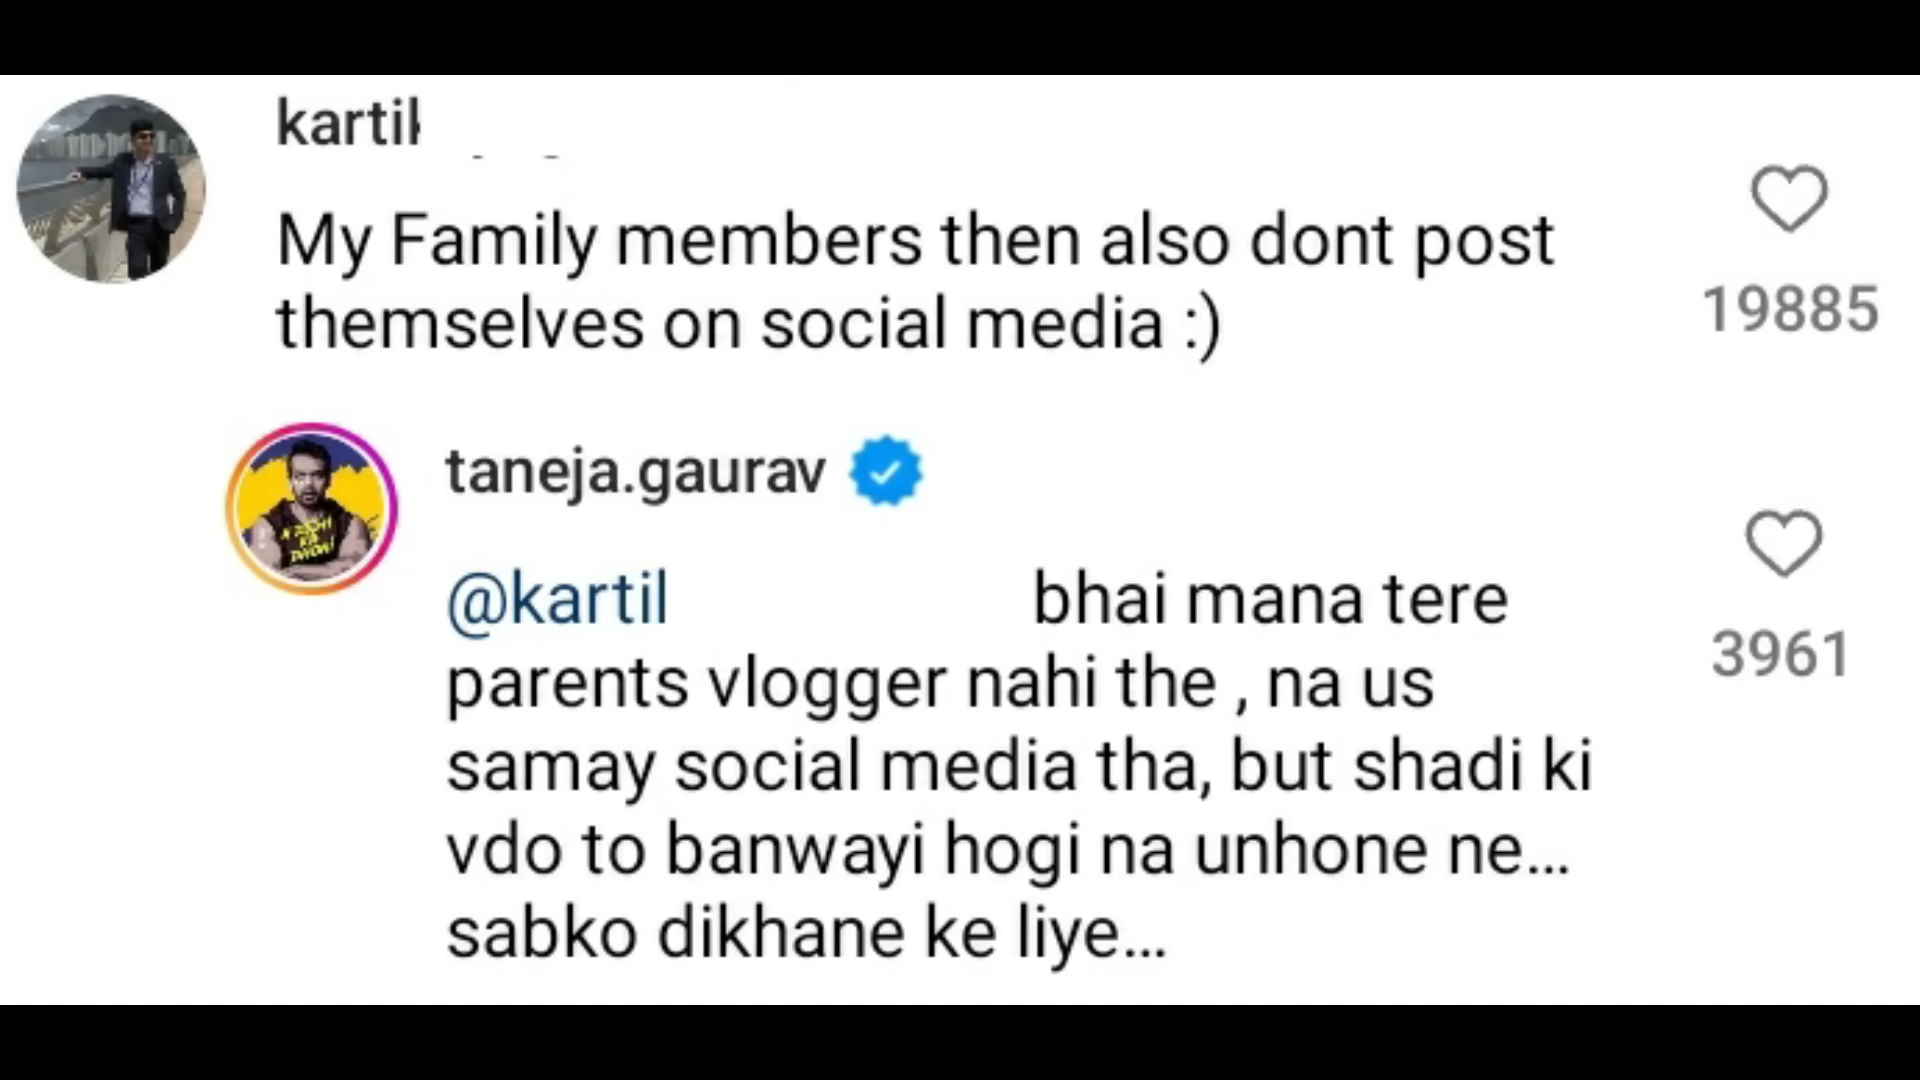 kartik
My Family members then also dont post
themselves on social media :)
19885
taneja.gaurav
@kartil bhai mana tere
parents vlogger nahi the , na us
samay social media tha, but shadi ki
vdo to banwayi hogi na unhone ne...
sabko dikhane ke liye...
3961